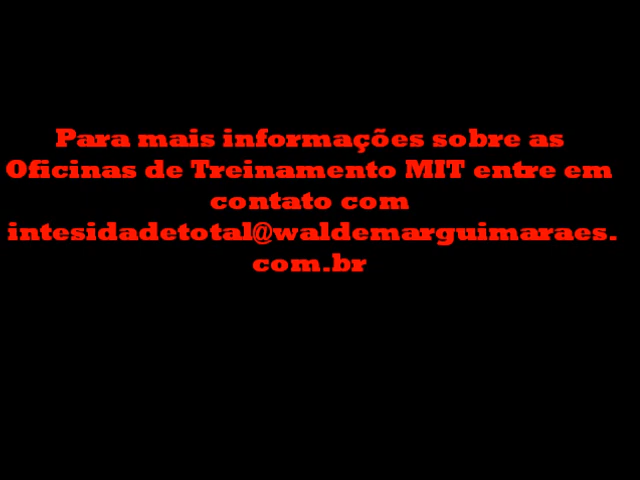 Para mais informações sobre as
Oficinas de Treinamento MIT entre em
contato com
intesidadetotal@waldemarguimaraes.
com.br